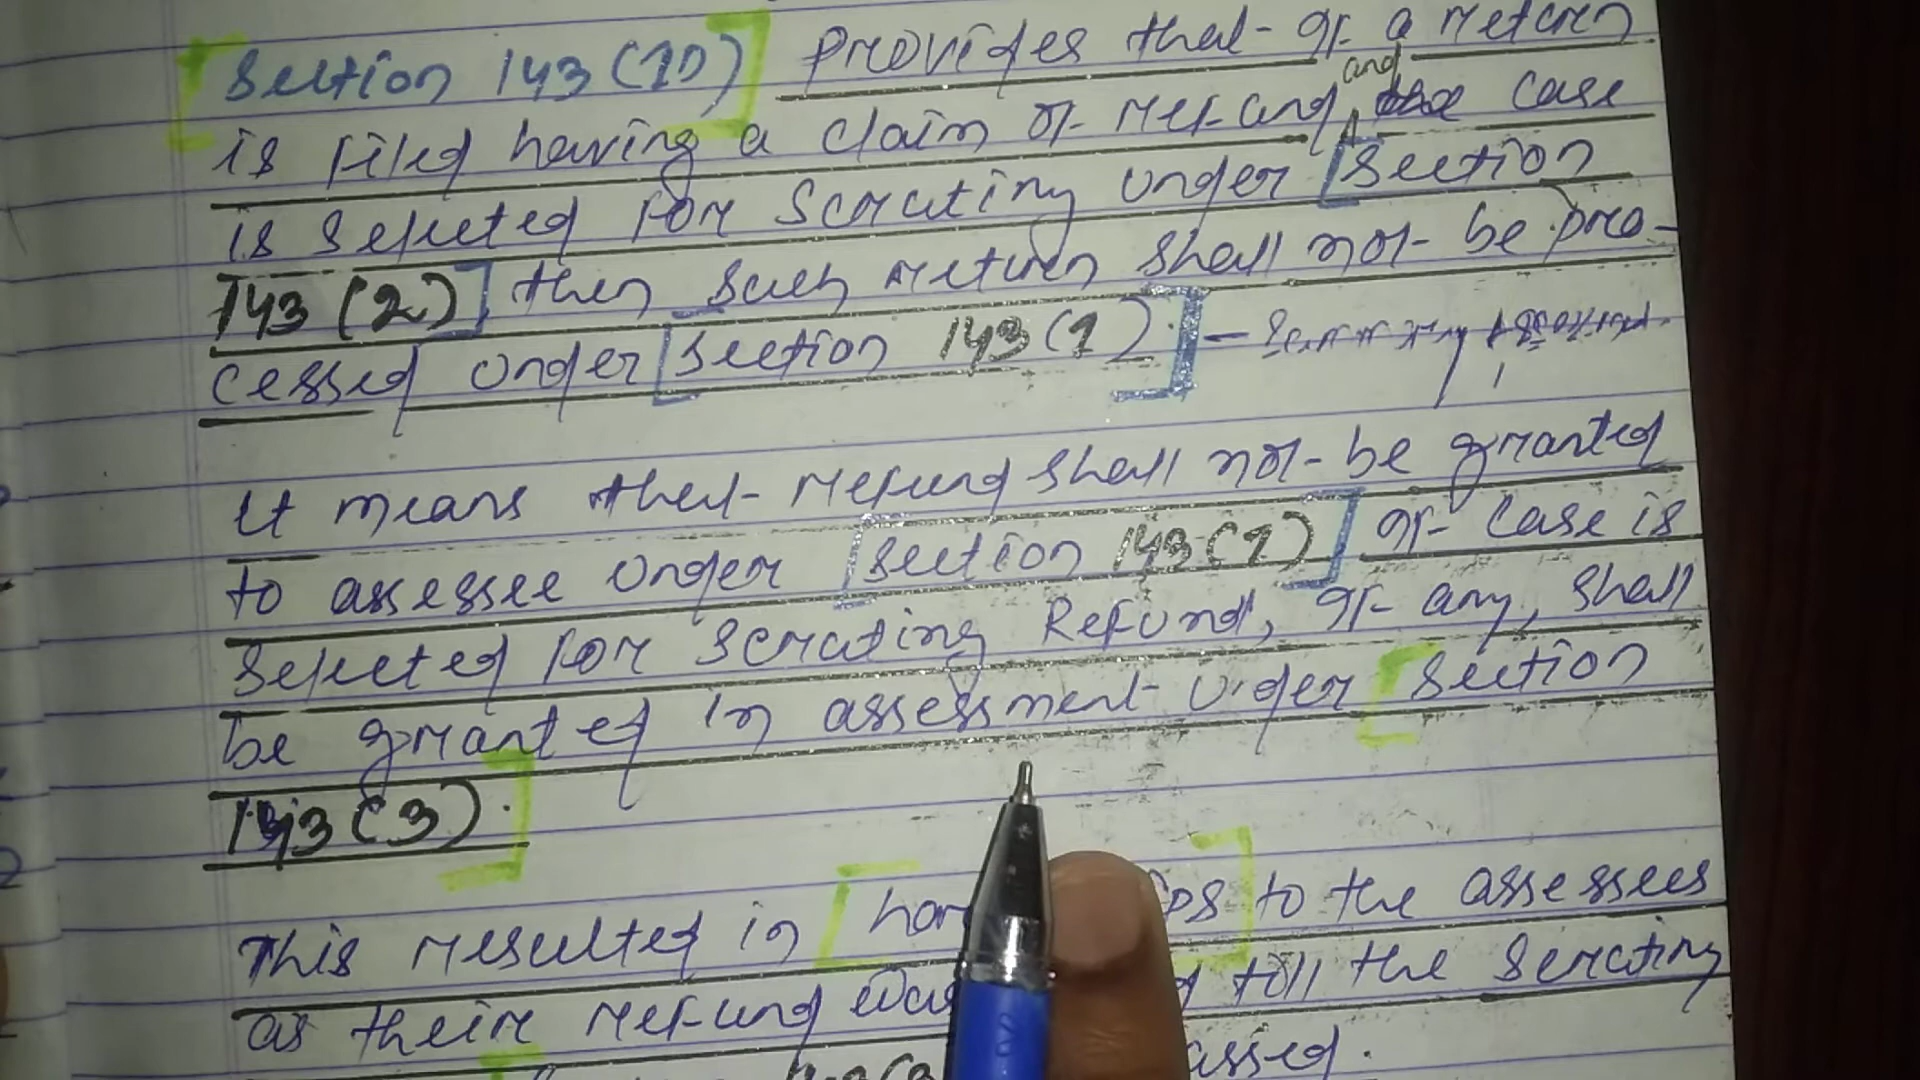 Section 143(1D) provides that if a return
is filed having a claim of refund, and case
is selected for scrutiny under Section
143(2), then such return shall not be pro-
cessed under Section 143(1). -
It means that refund shall not be granted
to assessee under Section 143(1) if case is
selected for scrutiny Refund, if any, shall
be granted in assessment under Section
143(3).
This resulted in to the assessees
as their refund till the scrutiny